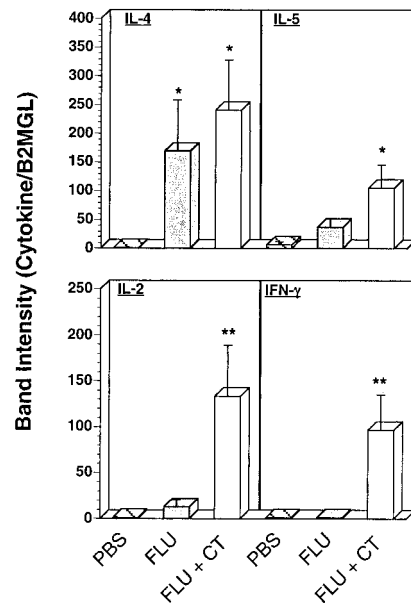 Band Intensity (Cytokine/B2MGL)
IL-4
IL-5
400
350
300
250
200
150
100
50
0
*
*
*
IL-2
IFN-γ
250
200
150
100
50
0
**
**
PBS
FLU
FLU + CT
PBS
FLU
FLU + CT